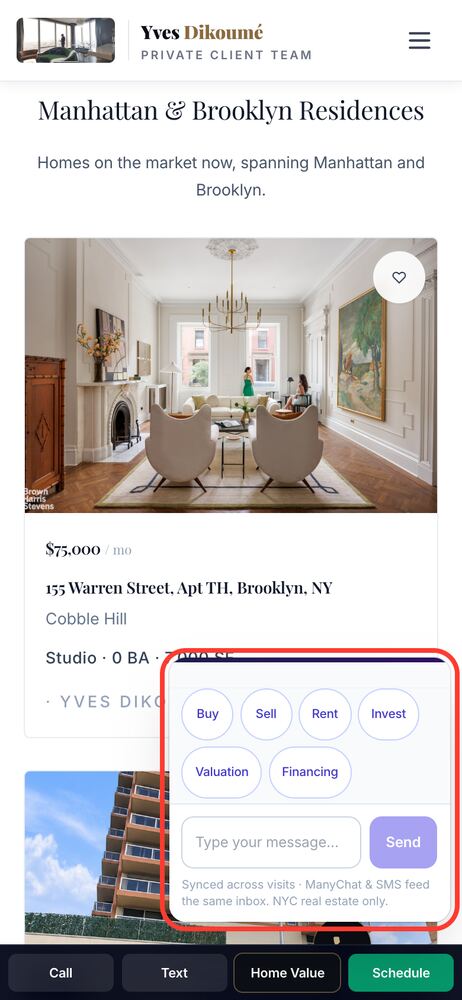 Yves Dikoumé
PRIVATE CLIENT TEAM
Manhattan & Brooklyn Residences
Homes on the market now, spanning Manhattan and
Brooklyn.
Brown
Harris
Stevens
$75,000 / mo
155 Warren Street, Apt TH, Brooklyn, NY
Cobble Hill
Studio · 0 BA · 7,000 SF
· YVES DIKO
Buy
Sell
Rent
Invest
Valuation
Financing
Type your message...
Send
Synced across visits · ManyChat & SMS feed
the same inbox. NYC real estate only.
Call
Text
Home Value
Schedule